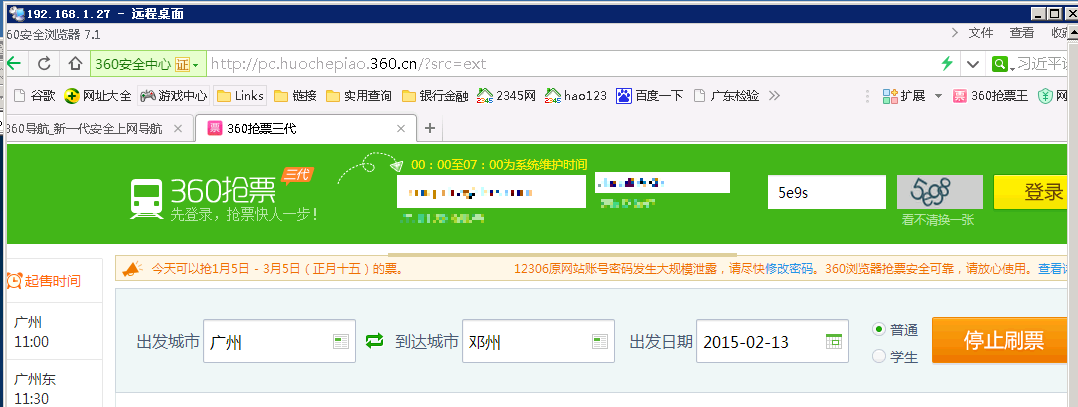 192.168.1.27 - 远程桌面
360安全浏览器 7.1 文件 查看 收藏
360安全中心 证 http://pc.huochepiao.360.cn/?src=ext 习近平谈
谷歌 网址大全 游戏中心 Links 链接 实用查询 银行金融 2345网 hao123 百度一下 广东检验 扩展 360抢票王 网
360导航_新一代安全上网导航 票 360抢票三代
00：00至07：00为系统维护时间
360抢票 三代
先登录，抢票快人一步！
5e9s
登录
看不清换一张
今天可以抢1月5日 - 3月5日（正月十五）的票。 12306原网站账号密码发生大规模泄露，请尽快修改密码。360浏览器抢票安全可靠，请放心使用。查看
起售时间
广州
11:00
广州东
11:30
出发城市 广州 到达城市 邓州 出发日期 2015-02-13
普通
学生
停止刷票